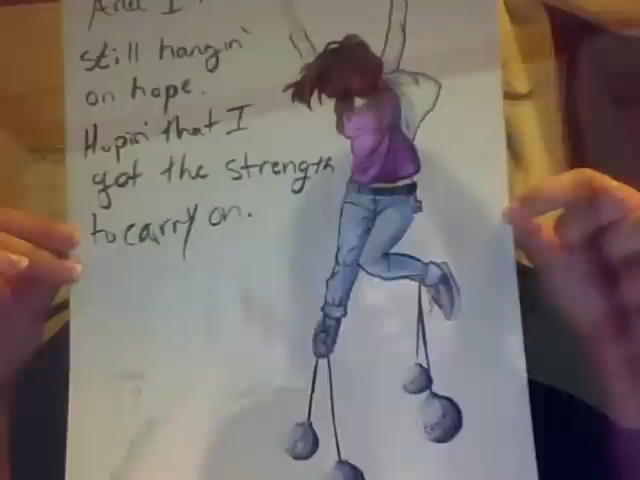 And I
still hangin'
on hope.
Hopin' that I
got the strength
to carry on.